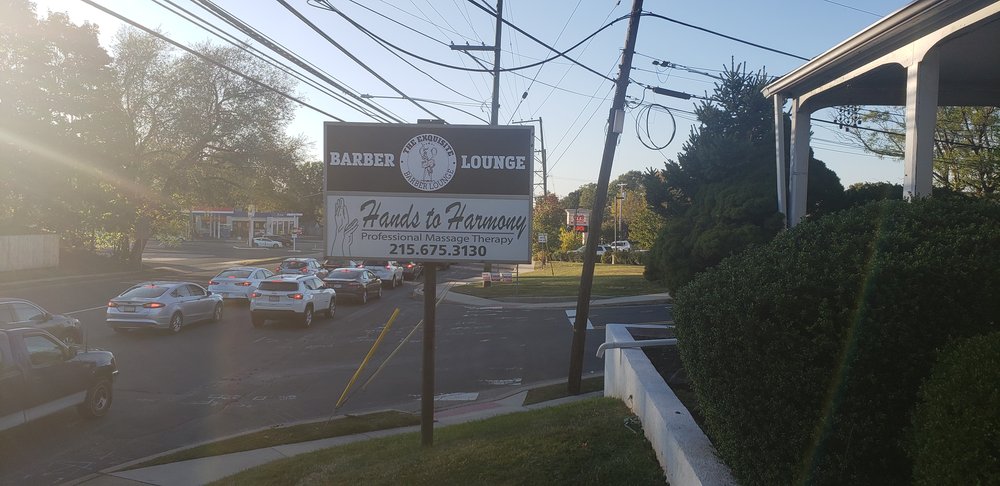 BARBER LOUNGE
THE EXQUISITE
BARBER LOUNGE
Hands to Harmony
Professional Massage Therapy
215.675.3130